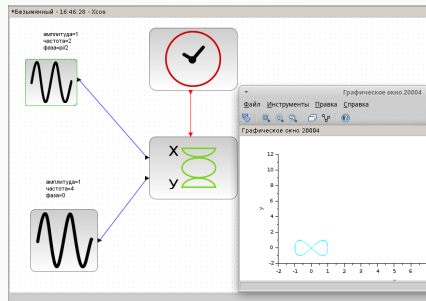 *Безымянный - 16:46:28 - Xcos
амплитуда=1
частота=2
фаза=pi/2
X
У
амплитуда=1
частота=4
фаза=0
Графическое окно 20004
Файл Инструменты Правка Справка
Графическое окно 20004
12
10
8
6
4
2
0
-2
y
-2 -1 0 1 2 3 4 5 6